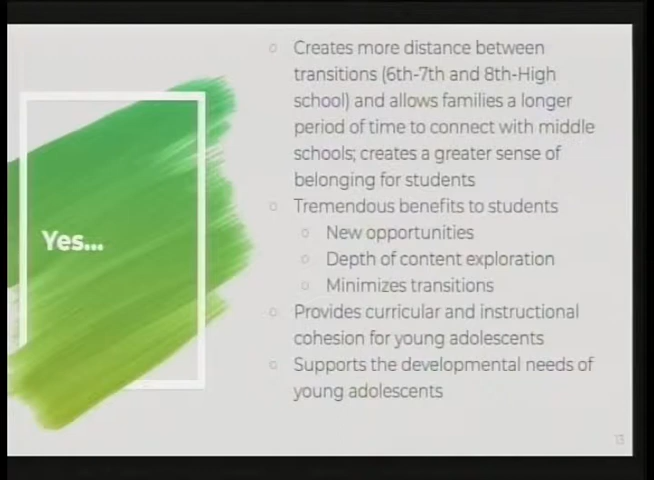 Yes...
○ Creates more distance between
transitions (6th-7th and 8th-High
school) and allows families a longer
period of time to connect with middle
schools; creates a greater sense of
belonging for students
○ Tremendous benefits to students
○ New opportunities
○ Depth of content exploration
○ Minimizes transitions
○ Provides curricular and instructional
cohesion for young adolescents
○ Supports the developmental needs of
young adolescents
13